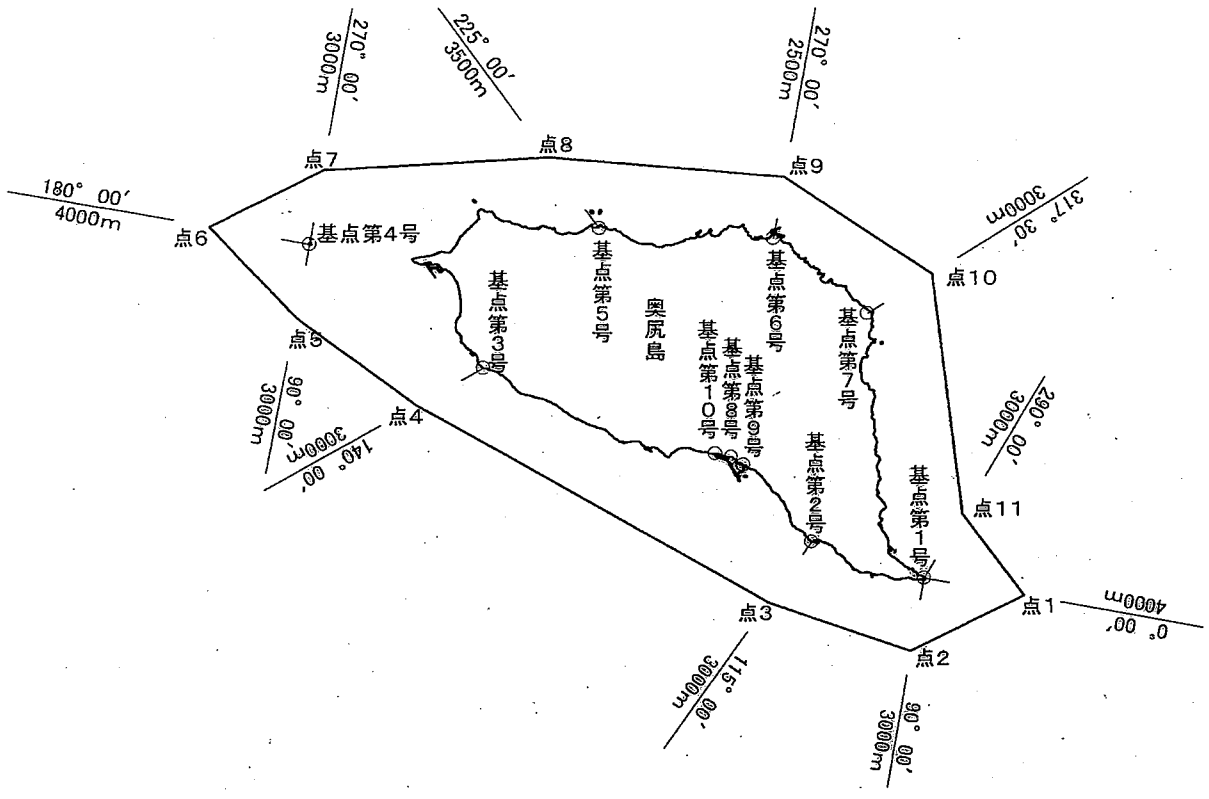 270° 00′
3000m
225° 00′
3500m
270° 00′
2500m
点8
点7
点9
180° 00′
4000m
317° 30′
3000m
点6
基点第4号
点10
基点第3号
基点第5号
奥尻島
基点第6号
基点第7号
基点第10号
基点第8号
基点第9号
点5
90° 00′
3000m
点4
140° 00′
3000m
290° 00′
3000m
基点第2号
基点第1号
点11
点3
点1
0° 00′
4000m
点2
115° 00′
3000m
90° 00′
3000m